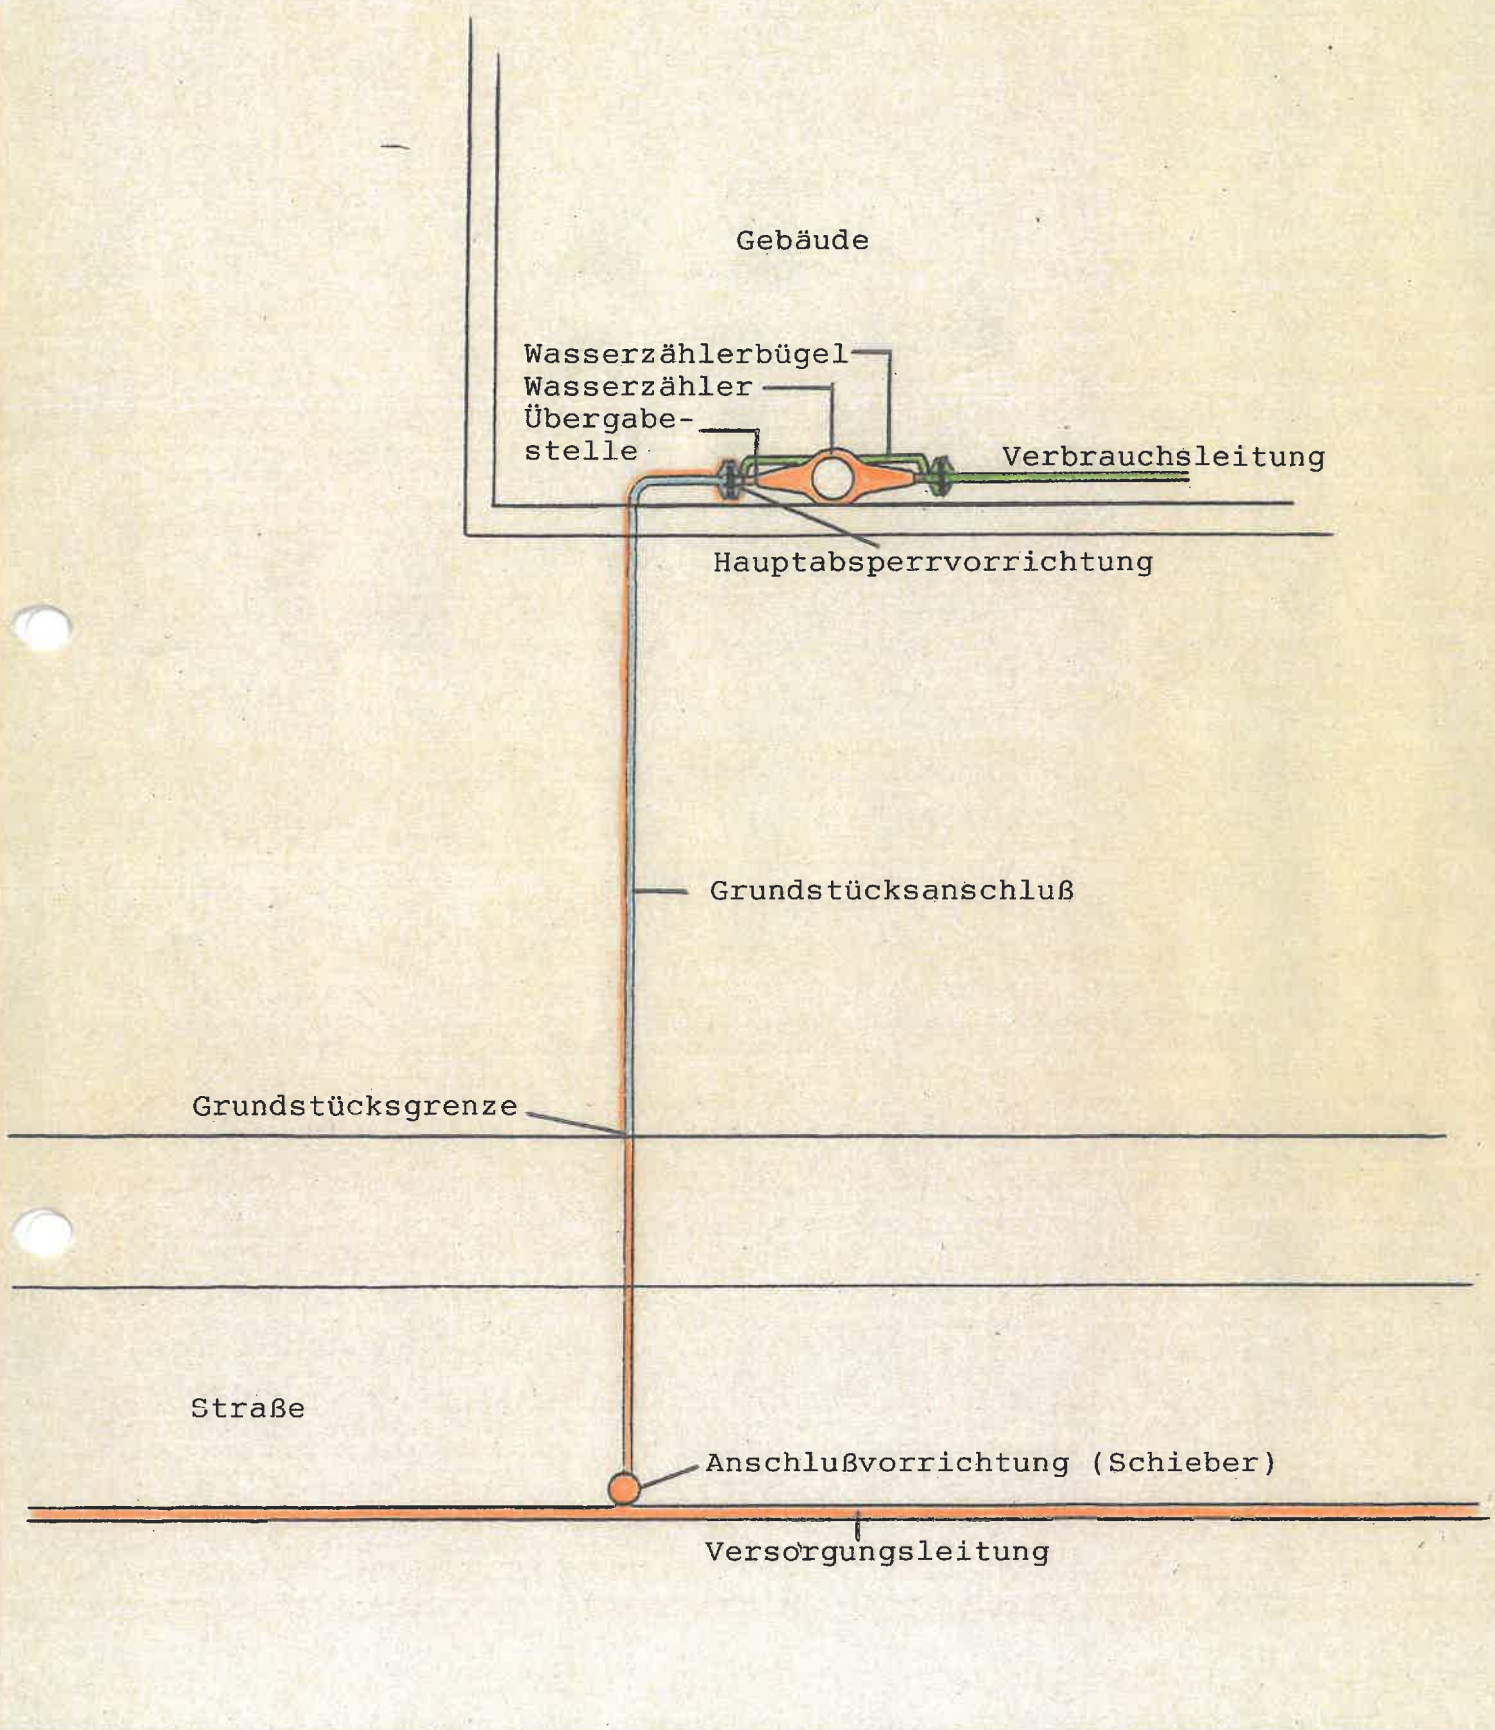 Gebäude
Wasserzählerbügel
Wasserzähler
Übergabe-
stelle
Verbrauchsleitung
Hauptabsperrvorrichtung
Grundstücksanschluß
Grundstücksgrenze
Straße
Anschlußvorrichtung (Schieber)
Versorgungsleitung